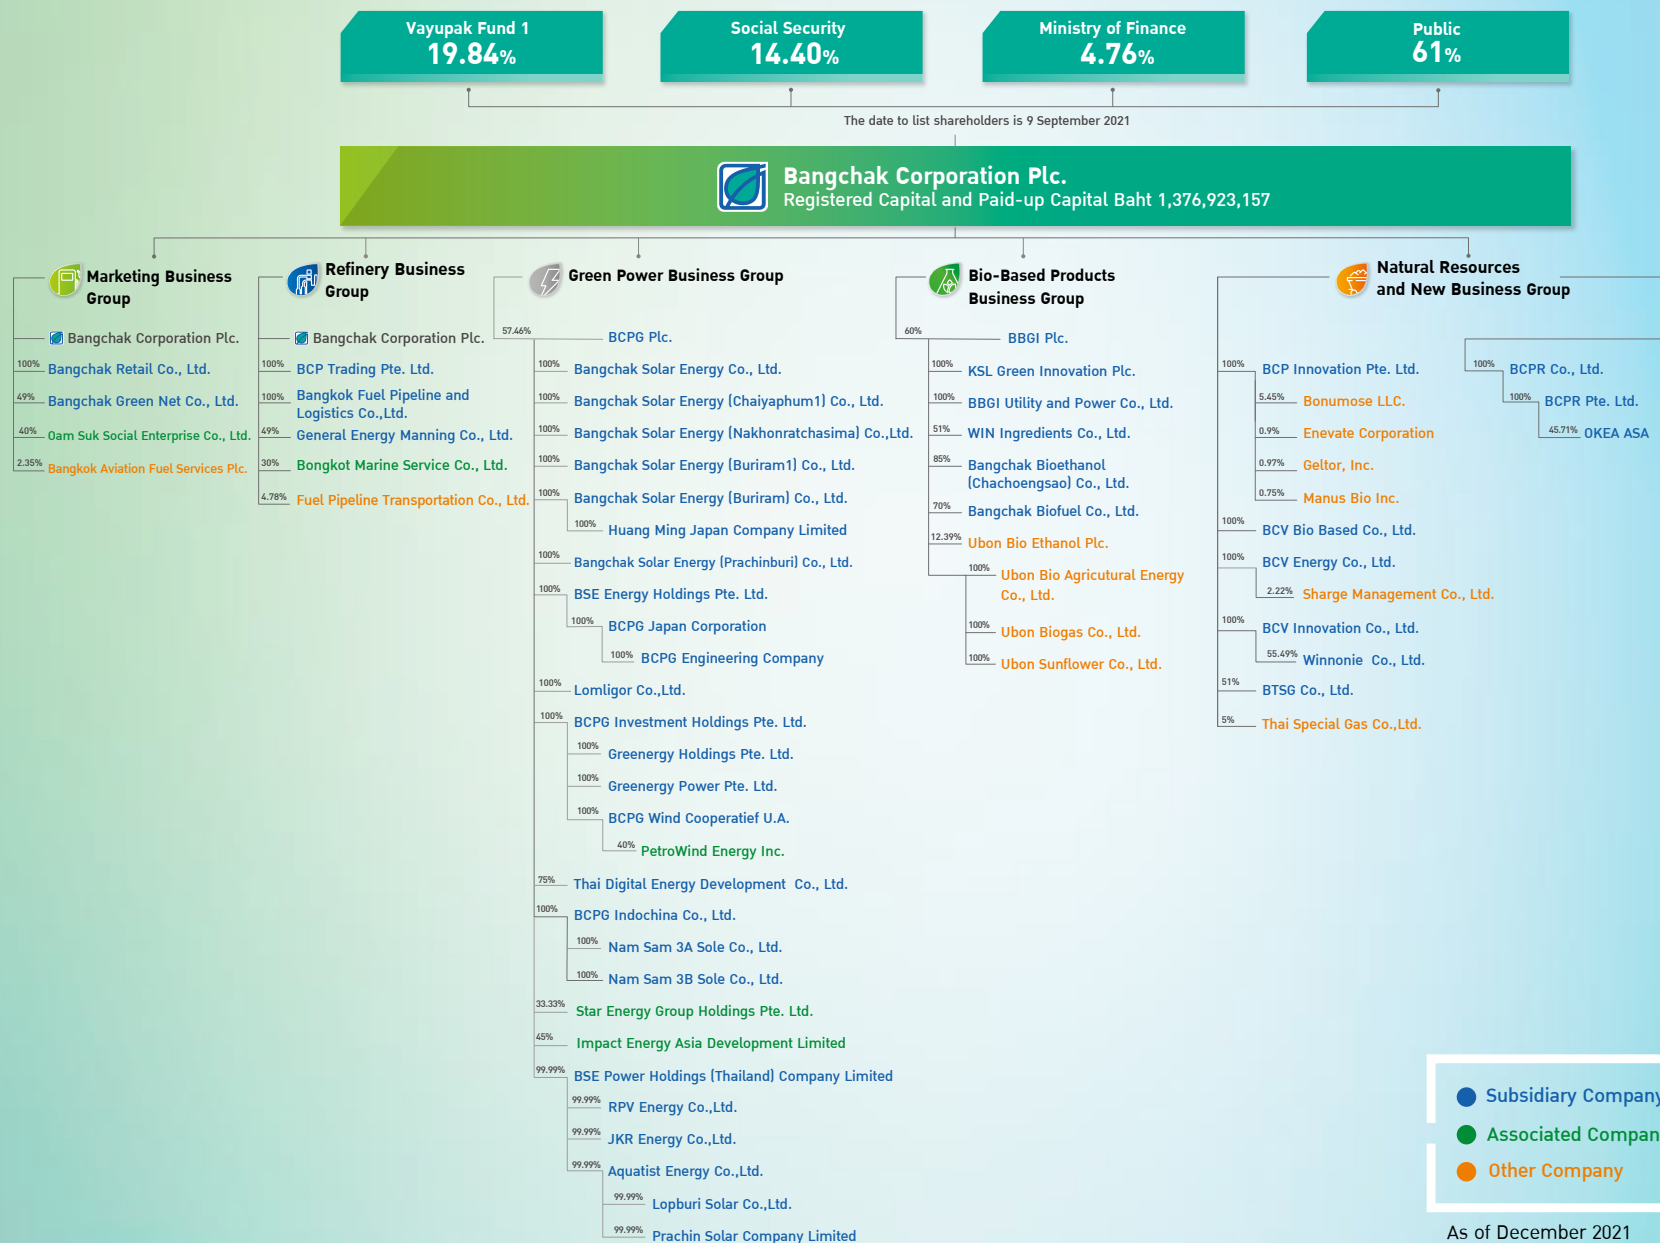 Vayupak Fund 1
19.84%
Social Security
14.40%
Ministry of Finance
4.76%
Public
61%
The date to list shareholders is 9 September 2021
Bangchak Corporation Plc.
Registered Capital and Paid-up Capital Baht 1,376,923,157
Marketing Business
Group
Bangchak Corporation Plc.
100% Bangchak Retail Co., Ltd.
49% Bangchak Green Net Co., Ltd.
40% Oam Suk Social Enterprise Co., Ltd.
2.35% Bangkok Aviation Fuel Services Plc.
Refinery Business
Group
Bangchak Corporation Plc.
100% BCP Trading Pte. Ltd.
100% Bangkok Fuel Pipeline and
Logistics Co.,Ltd.
49% General Energy Manning Co., Ltd.
30% Bongkot Marine Service Co., Ltd.
4.78% Fuel Pipeline Transportation Co., Ltd.
Green Power Business Group
57.46% BCPG Plc.
100% Bangchak Solar Energy Co., Ltd.
100% Bangchak Solar Energy (Chaiyaphum1) Co., Ltd.
100% Bangchak Solar Energy (Nakhonratchasima) Co.,Ltd.
100% Bangchak Solar Energy (Buriram1) Co., Ltd.
100% Bangchak Solar Energy (Buriram) Co., Ltd.
100% Huang Ming Japan Company Limited
100% Bangchak Solar Energy (Prachinburi) Co., Ltd.
100% BSE Energy Holdings Pte. Ltd.
100% BCPG Japan Corporation
100% BCPG Engineering Company
100% Lomligor Co.,Ltd.
100% BCPG Investment Holdings Pte. Ltd.
100% Greenergy Holdings Pte. Ltd.
100% Greenergy Power Pte. Ltd.
100% BCPG Wind Cooperatief U.A.
40% PetroWind Energy Inc.
75% Thai Digital Energy Development Co., Ltd.
100% BCPG Indochina Co., Ltd.
100% Nam Sam 3A Sole Co., Ltd.
100% Nam Sam 3B Sole Co., Ltd.
33.33% Star Energy Group Holdings Pte. Ltd.
45% Impact Energy Asia Development Limited
99.99% BSE Power Holdings (Thailand) Company Limited
99.99% RPV Energy Co.,Ltd.
99.99% JKR Energy Co.,Ltd.
99.99% Aquatist Energy Co.,Ltd.
99.99% Lopburi Solar Co.,Ltd.
99.99% Prachin Solar Company Limited
Bio-Based Products
Business Group
60% BBGI Plc.
100% KSL Green Innovation Plc.
100% BBGI Utility and Power Co., Ltd.
51% WIN Ingredients Co., Ltd.
85% Bangchak Bioethanol
(Chachoengsao) Co., Ltd.
70% Bangchak Biofuel Co., Ltd.
12.39% Ubon Bio Ethanol Plc.
100% Ubon Bio Agricutural Energy
Co., Ltd.
100% Ubon Biogas Co., Ltd.
100% Ubon Sunflower Co., Ltd.
Natural Resources
and New Business Group
100% BCP Innovation Pte. Ltd.
5.45% Bonumose LLC.
0.9% Enevate Corporation
0.97% Geltor, Inc.
0.75% Manus Bio Inc.
100% BCV Bio Based Co., Ltd.
100% BCV Energy Co., Ltd.
2.22% Sharge Management Co., Ltd.
100% BCV Innovation Co., Ltd.
55.49% Winnonie Co., Ltd.
51% BTSG Co., Ltd.
5% Thai Special Gas Co.,Ltd.
100% BCPR Co., Ltd.
100% BCPR Pte. Ltd.
45.71% OKEA ASA
Subsidiary Company
Associated Compan
Other Company
As of December 2021